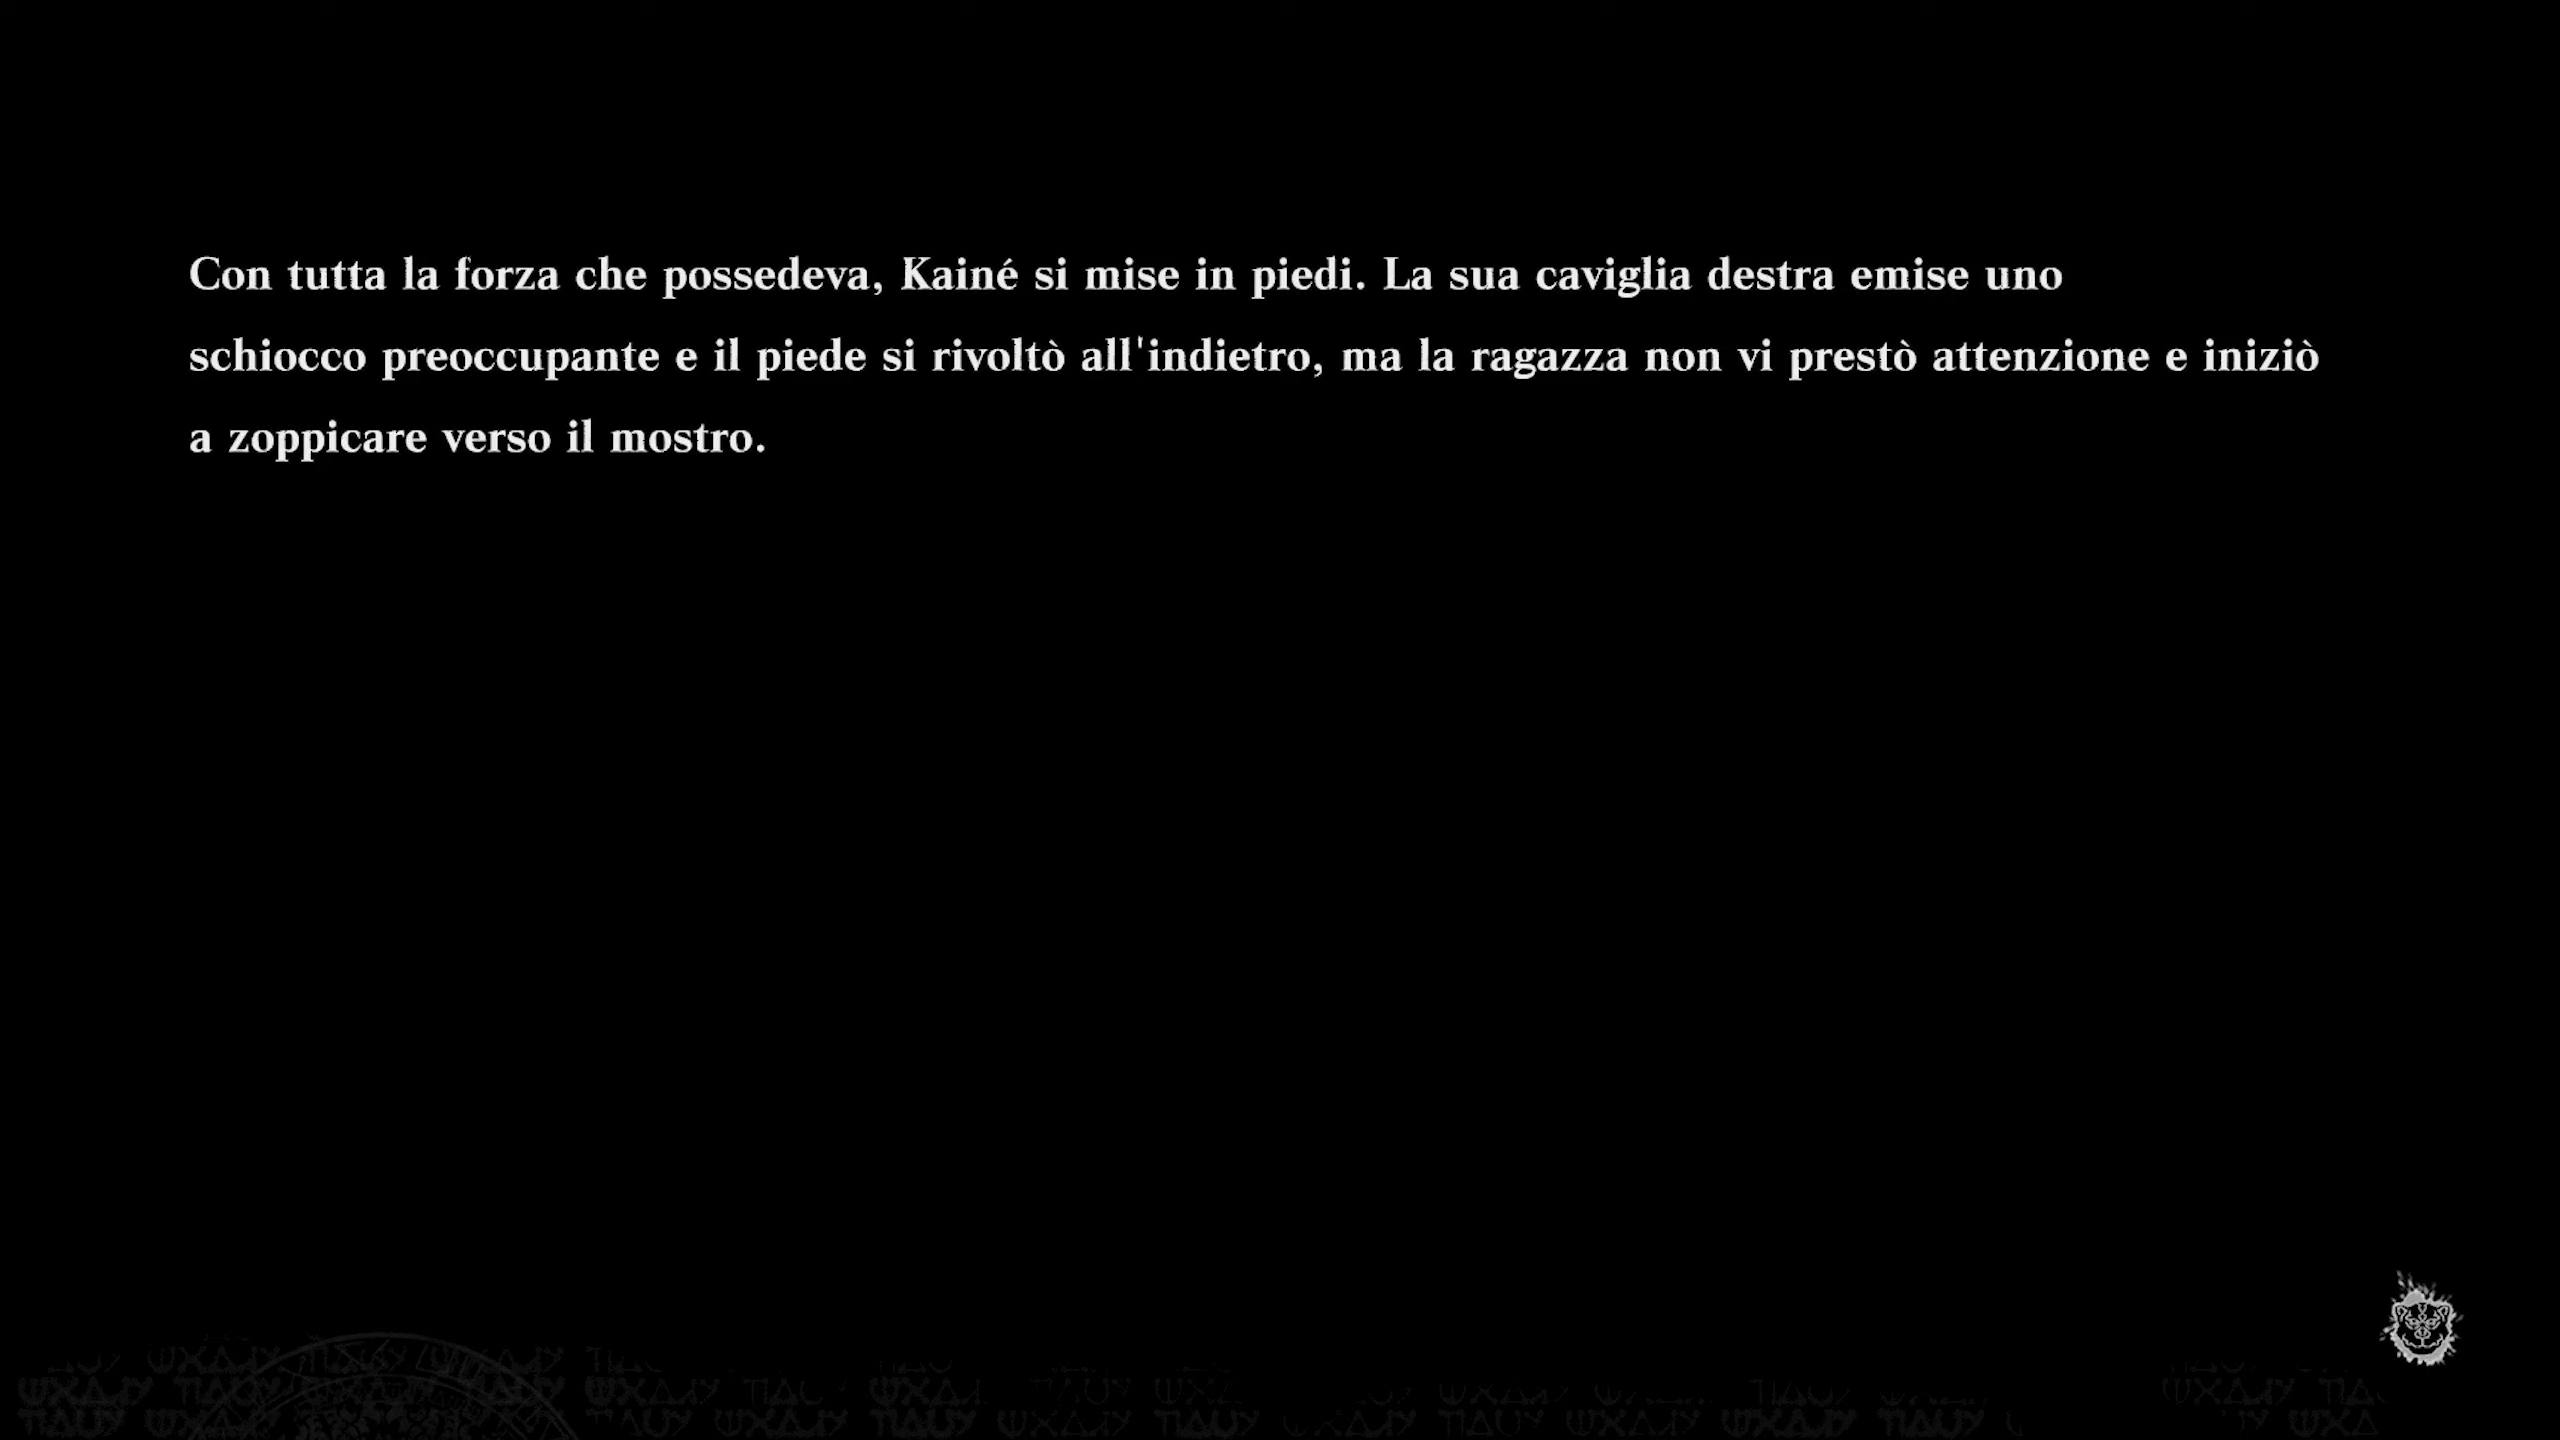 Con tutta la forza che possedeva, Kainé si mise in piedi. La sua caviglia destra emise uno
schiocco preoccupante e il piede si rivoltò all'indietro, ma la ragazza non vi prestò attenzione e iniziò
a zoppicare verso il mostro.